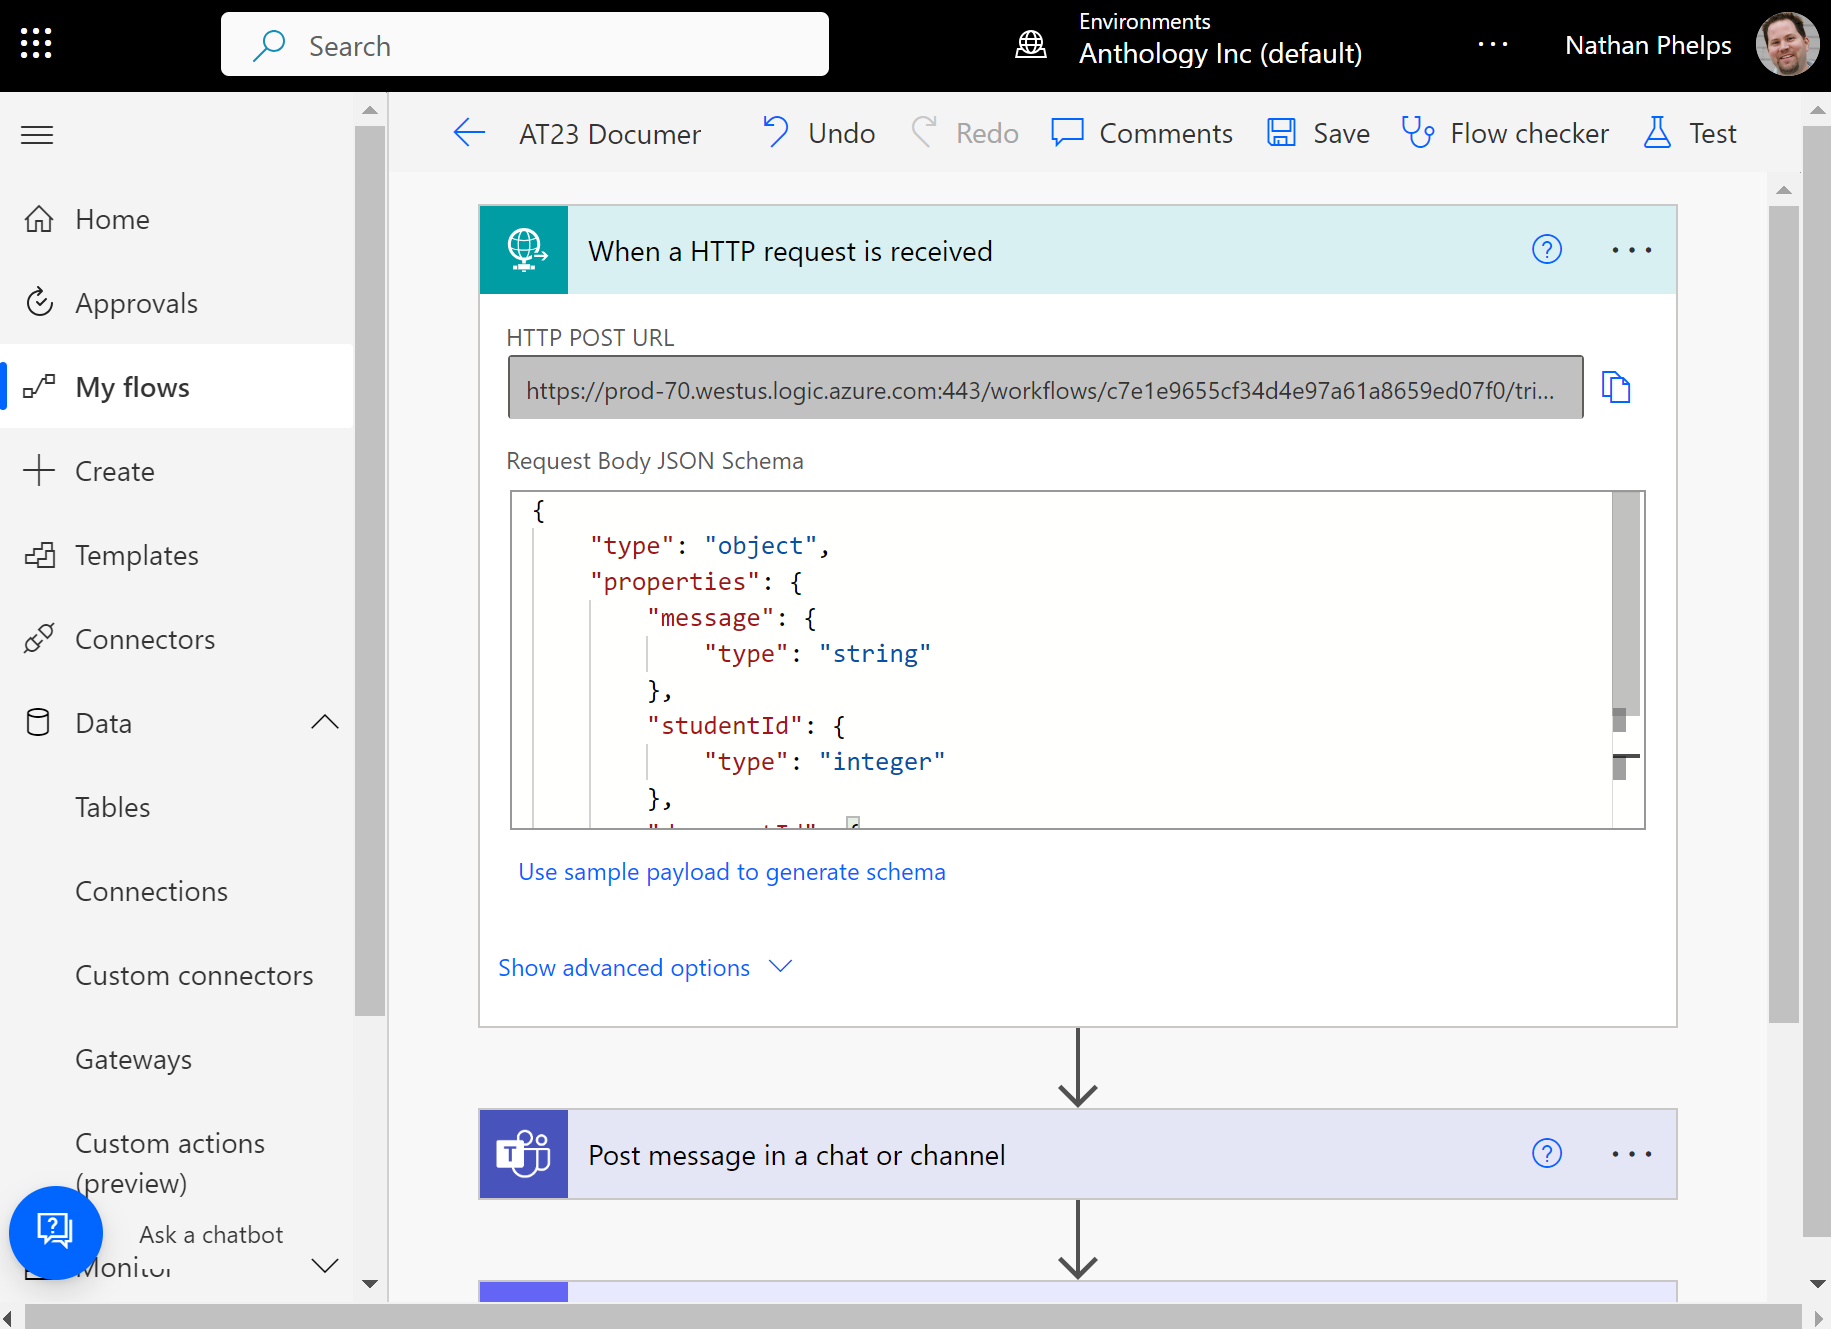 Search
Environments
Anthology Inc (default)
Nathan Phelps
AT23 Documer
Undo
Redo
Comments
Save
Flow checker
Test
Home
Approvals
My flows
Create
Templates
Connectors
Data
Tables
Connections
Custom connectors
Gateways
Custom actions
(preview)
Ask a chatbot
Monitor
When a HTTP request is received
HTTP POST URL
https://prod-70.westus.logic.azure.com:443/workflows/c7e1e9655cf34d4e97a61a8659ed07f0/tri...
Request Body JSON Schema
{
"type": "object",
"properties": {
"message": {
"type": "string"
},
"studentId": {
"type": "integer"
},
Use sample payload to generate schema
Show advanced options
T
Post message in a chat or channel